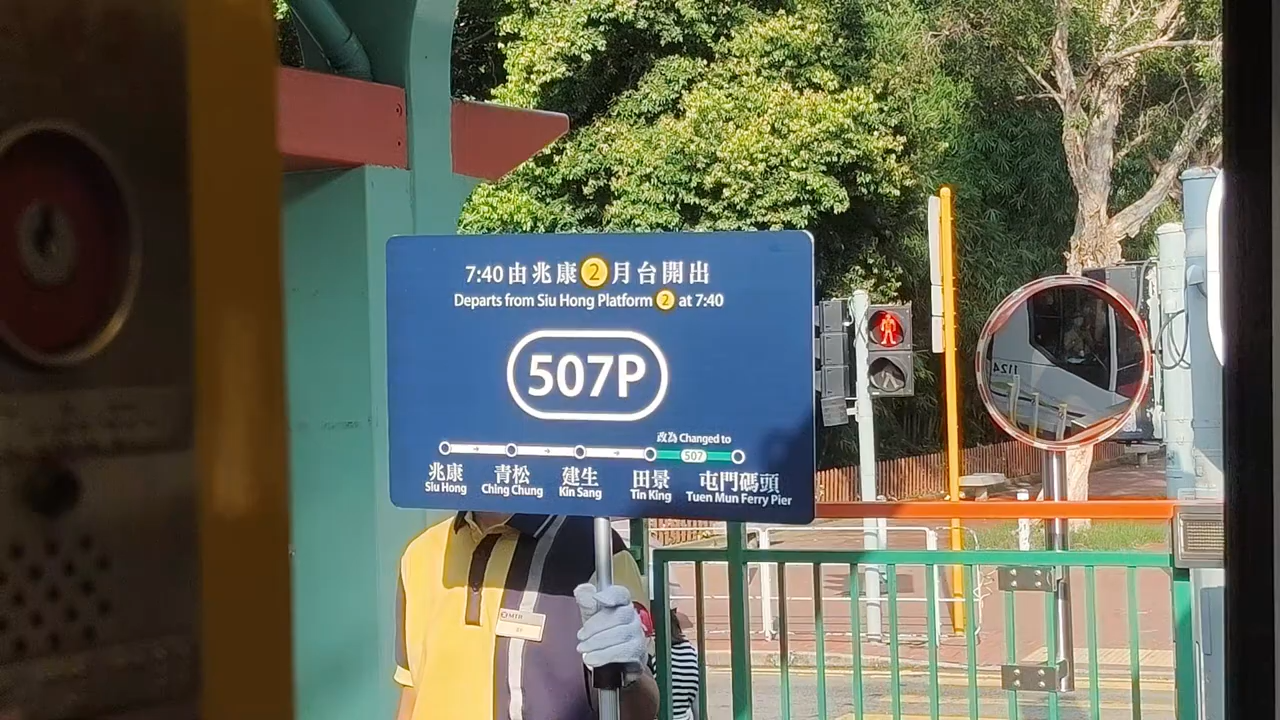 7:40由兆康2月台開出
Departs from Siu Hong Platform 2 at 7:40
507P
改為 Changed to
507
兆康 青松 建生 田景 屯門碼頭
Siu Hong Ching Chung Kin Sang Tin King Tuen Mun Ferry Pier
MTR
1124